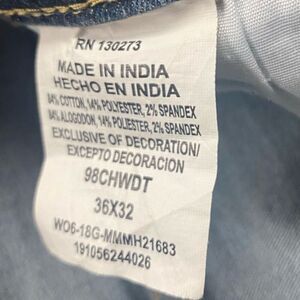 RN 130273
MADE IN INDIA
HECHO EN INDIA
84% COTTON, 14% POLYESTER, 2% SPANDEX
84% ALOGODON, 14% POLIESTER, 2% SPANDEX
EXCLUSIVE OF DECORATION/
EXCEPTO DECORACION
98CHWDT
36X32
WO6-18G-MMMH21683
191056244026